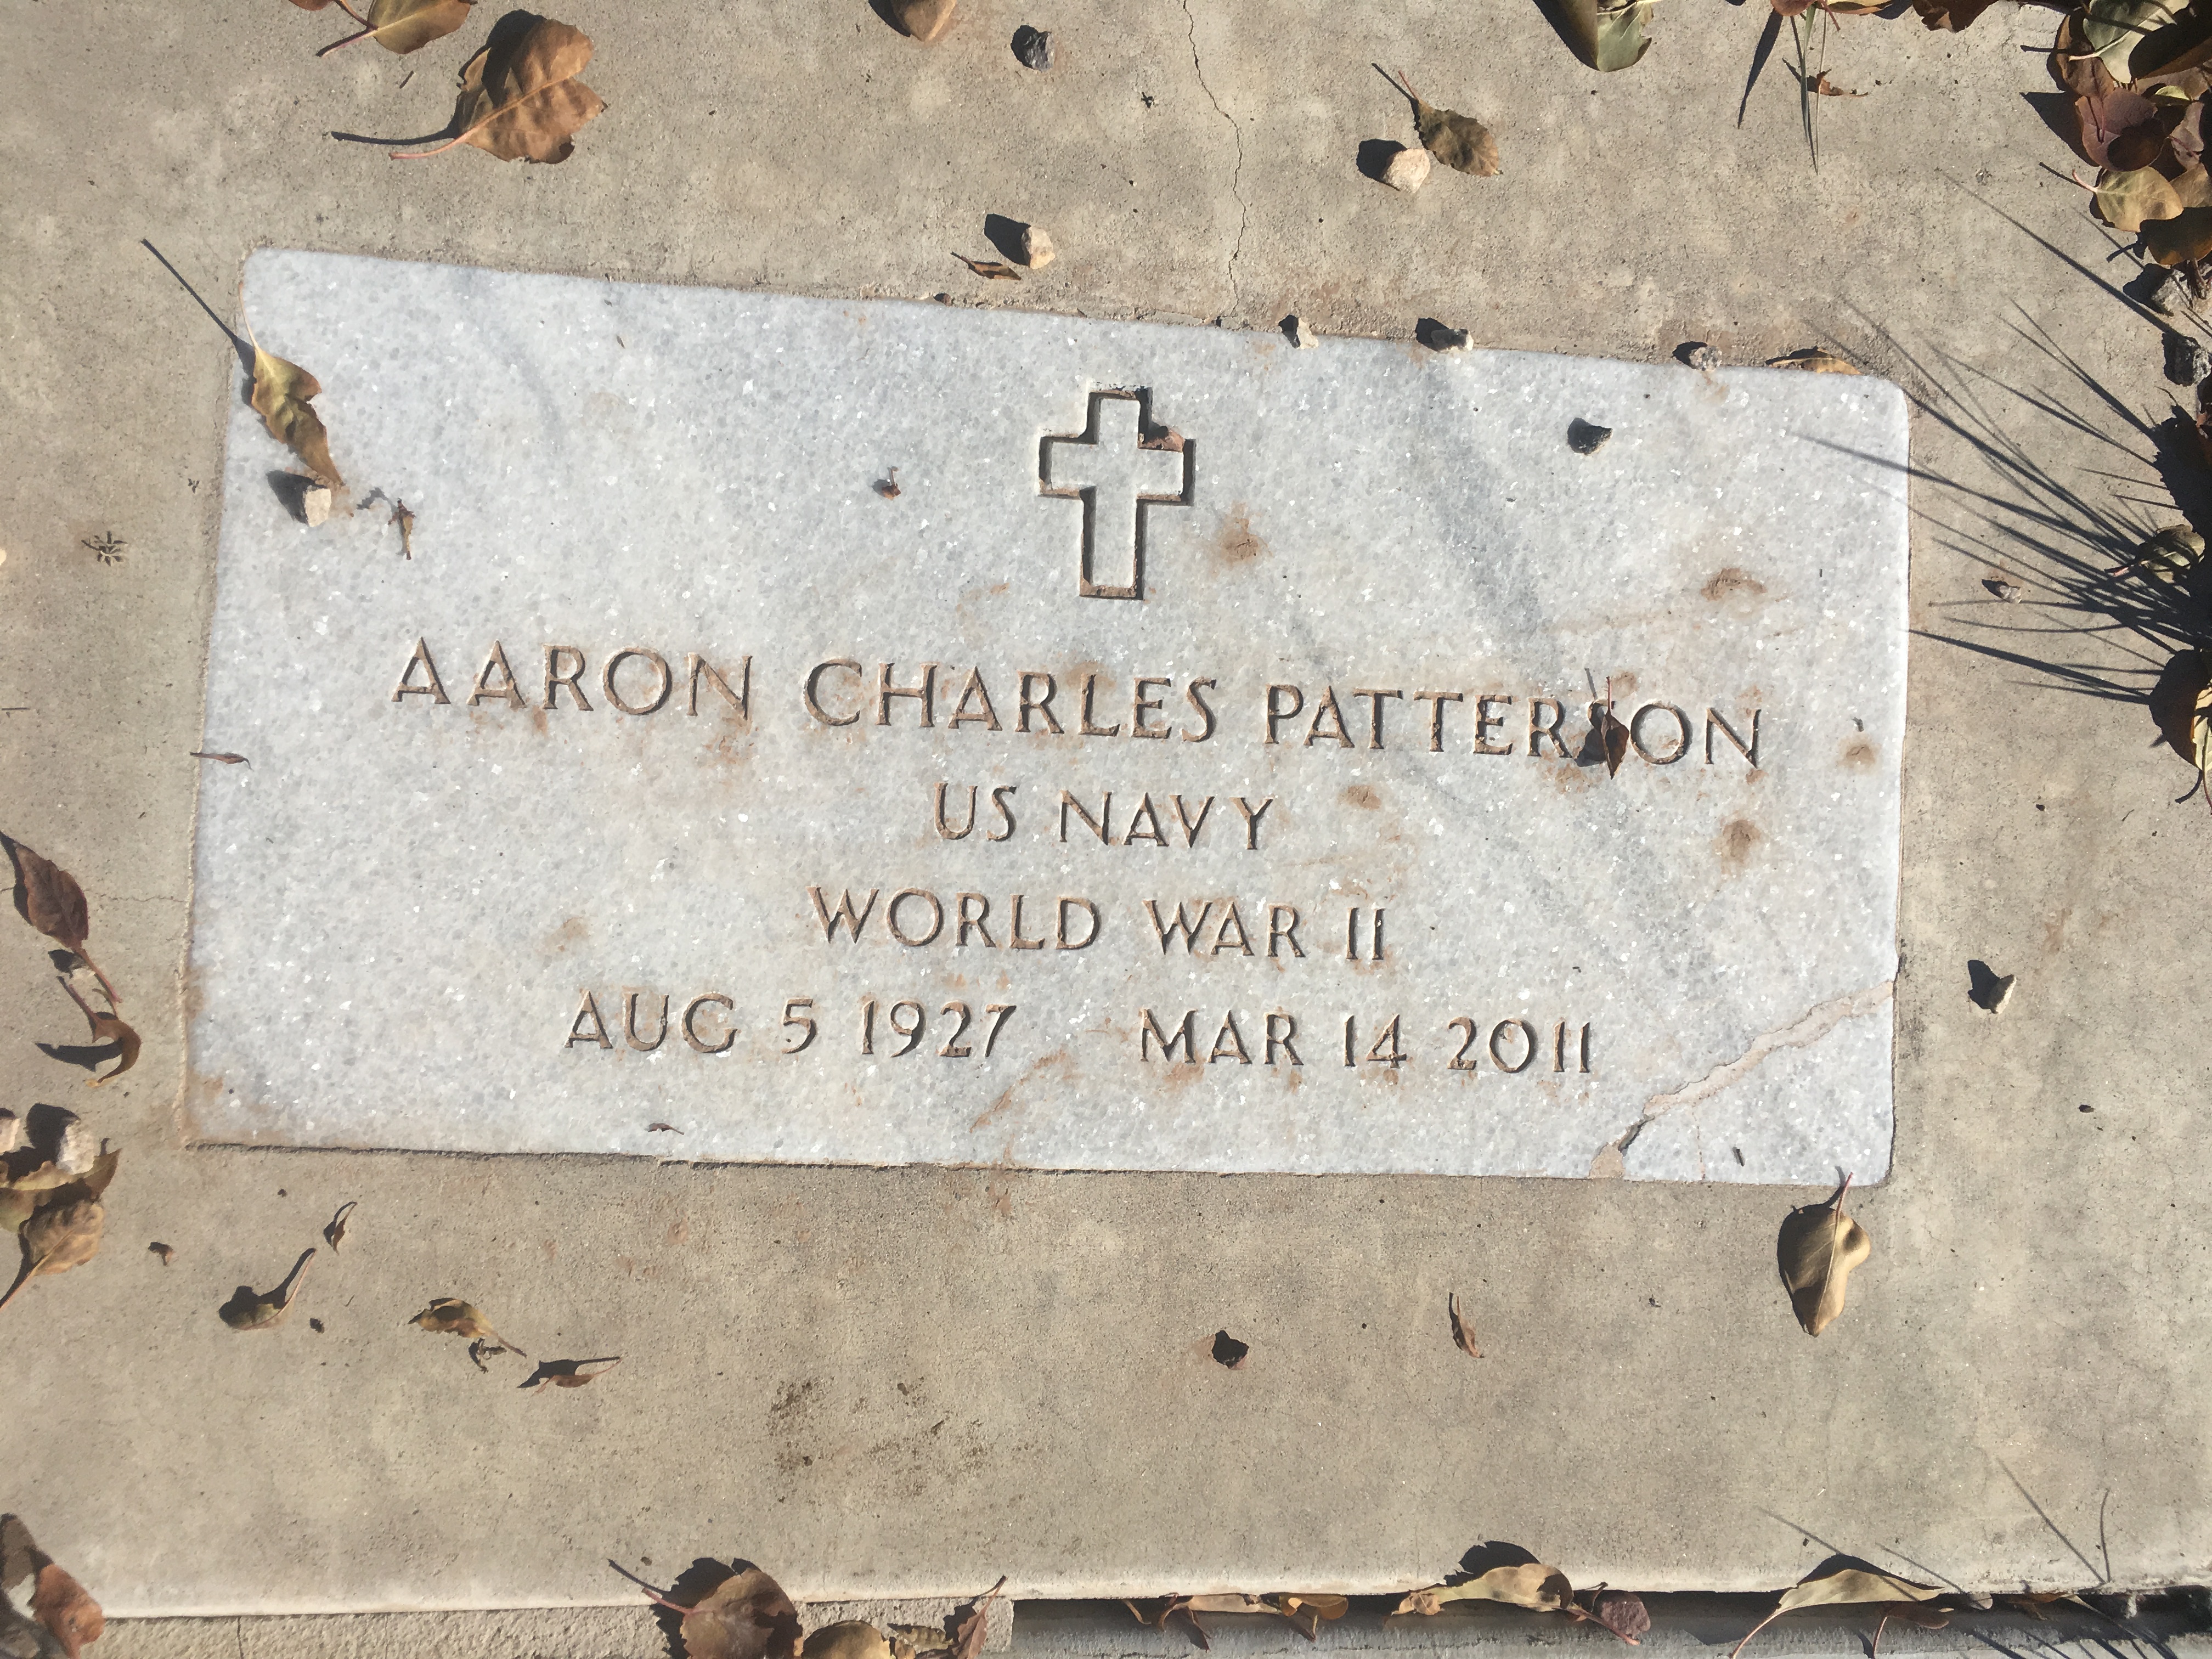 AARON CHARLES PATTERSON
US NAVY
WORLD WAR II
AUG 5 1927 MAR 14 2011